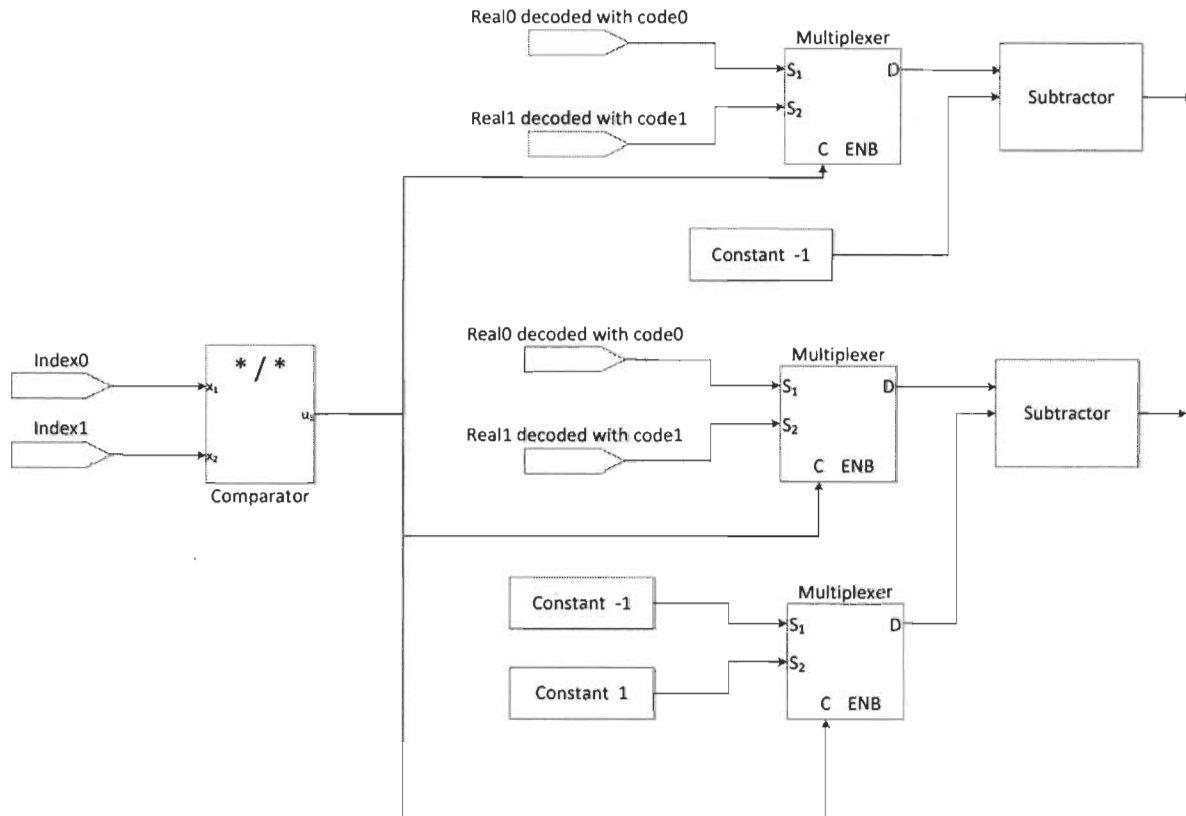 Real0 decoded with code0
Multiplexer
S1
D
S2
C ENB
Real1 decoded with code1
Subtractor
Constant -1
Index0
Index1
* / *
x1
x2
u1
Comparator
Real0 decoded with code0
Multiplexer
S1
D
S2
C ENB
Real1 decoded with code1
Subtractor
Constant -1
Constant 1
Multiplexer
S1
D
S2
C ENB